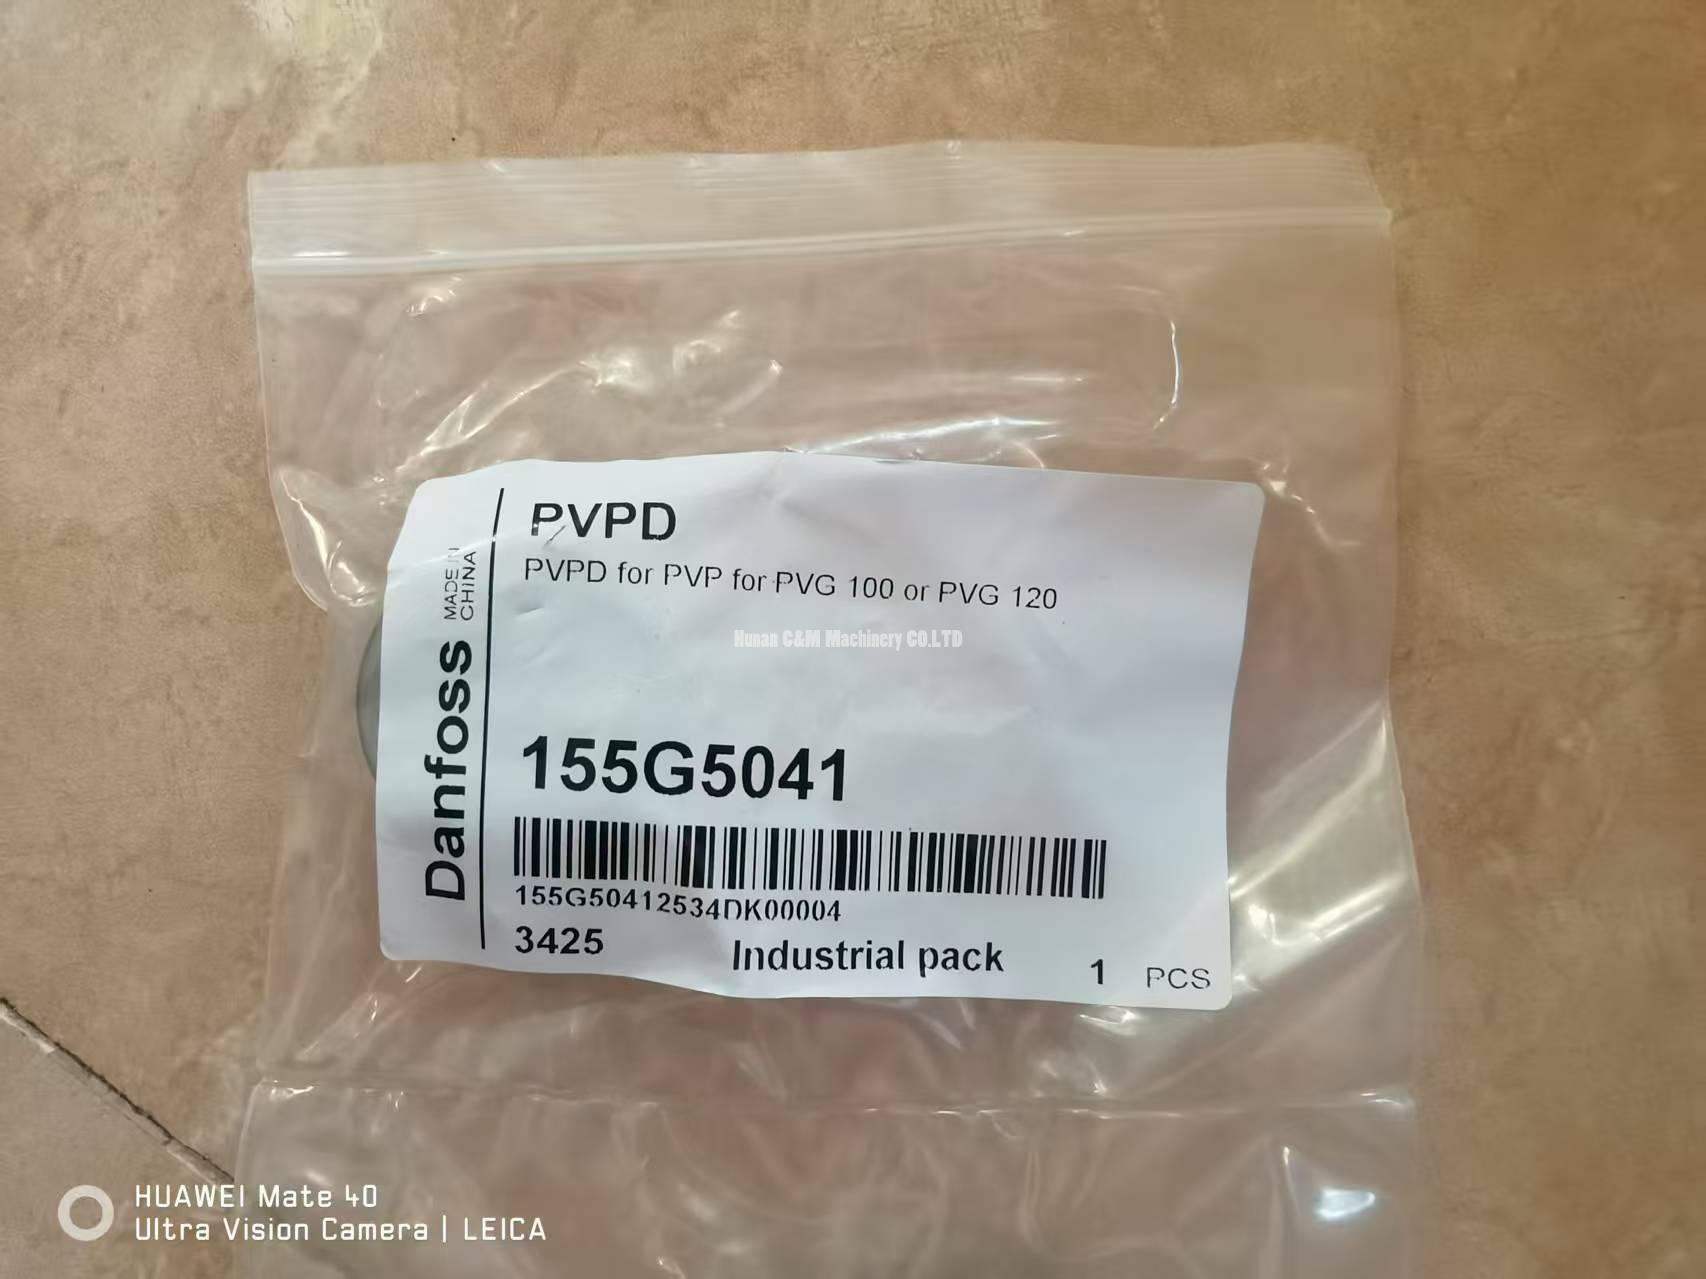 PVPD
PVPD for PVP for PVG 100 or PVG 120
Danfoss
MADE IN
CHINA
Hunan C&M Machinery CO.LTD
155G5041
155G50412534DK00004
3425 Industrial pack 1 PCS
HUAWEI Mate 40
Ultra Vision Camera | LEICA